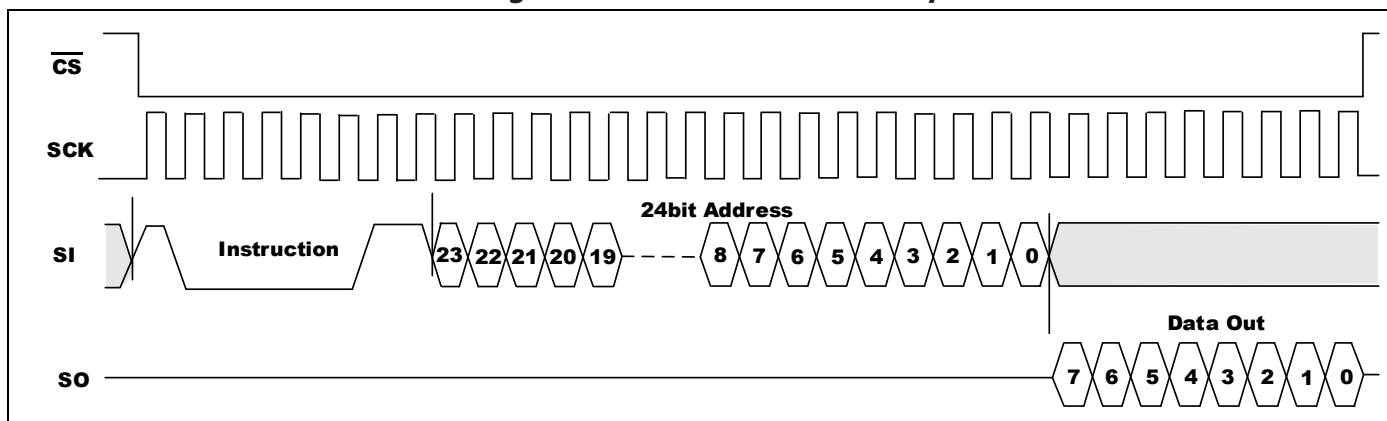 CS
SCK
24bit Address
SI
Instruction
23 22 21 20 19 8 7 6 5 4 3 2 1 0
Data Out
SO
7 6 5 4 3 2 1 0